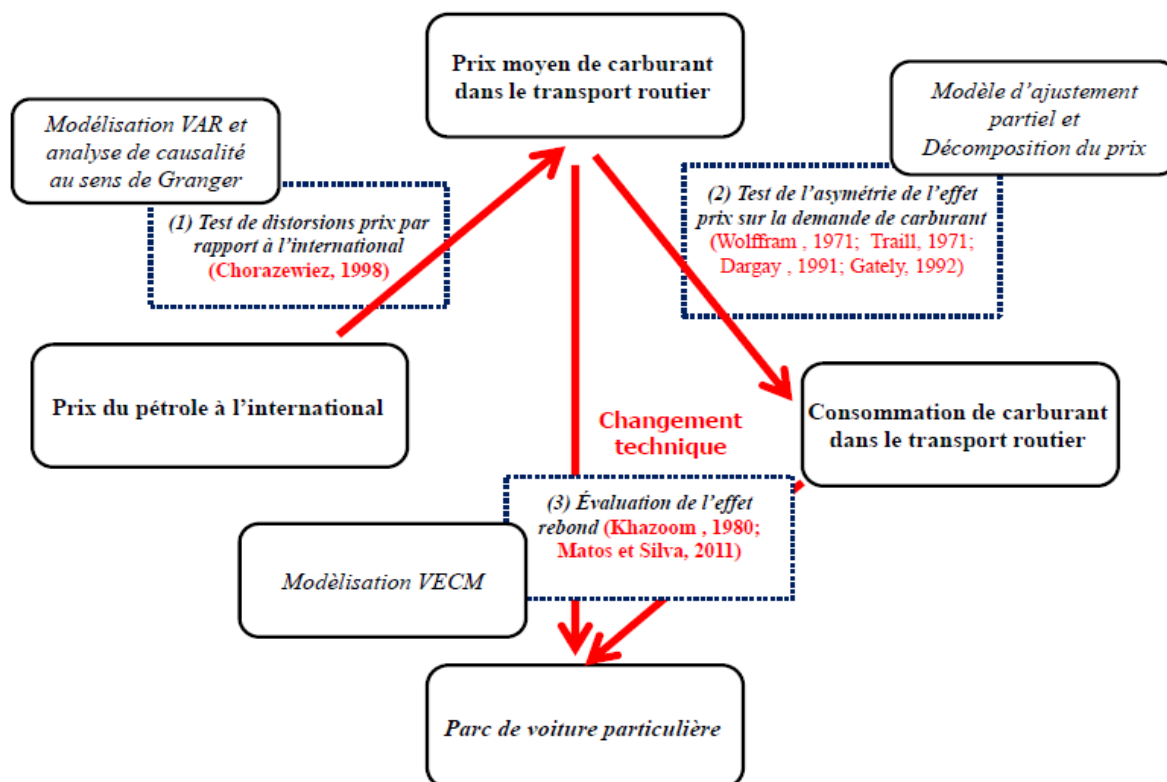 Prix moyen de carburant
dans le transport routier
Modélisation VAR et
analyse de causalité
au sens de Granger
Modèle d'ajustement
partiel et
Décomposition du prix
(1) Test de distorsions prix par
rapport à l'international
(Chorazewiez, 1998)
(2) Test de l'asymétrie de l'effet
prix sur la demande de carburant
(Wolffram , 1971; Traill, 1971;
Dargay , 1991; Gately, 1992)
Prix du pétrole à l'international
Consommation de carburant
dans le transport routier
Changement
technique
(3) Évaluation de l'effet
rebond (Khazoom , 1980;
Matos et Silva, 2011)
Modèlisation VECM
Parc de voiture particulière